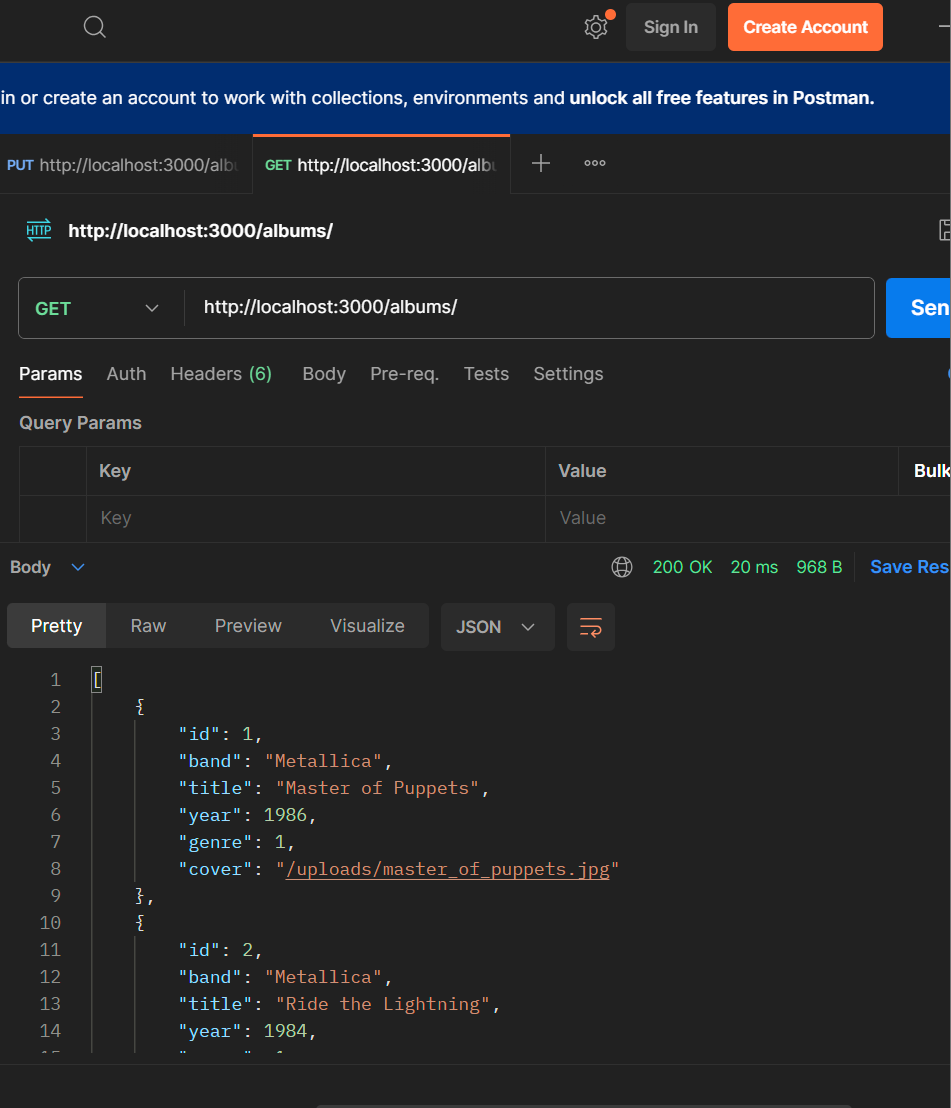 Sign In Create Account
in or create an account to work with collections, environments and unlock all free features in Postman.
PUT http://localhost:3000/albu GET http://localhost:3000/albu
HTTP http://localhost:3000/albums/
GET http://localhost:3000/albums/ Sen
Params Auth Headers (6) Body Pre-req. Tests Settings
Query Params
Key Value Bulk
Key Value
Body 200 OK 20 ms 968 B Save Res
Pretty Raw Preview Visualize JSON
1 [
2 {
3 "id": 1,
4 "band": "Metallica",
5 "title": "Master of Puppets",
6 "year": 1986,
7 "genre": 1,
8 "cover": "/uploads/master_of_puppets.jpg"
9 },
10 {
11 "id": 2,
12 "band": "Metallica",
13 "title": "Ride the Lightning",
14 "year": 1984,